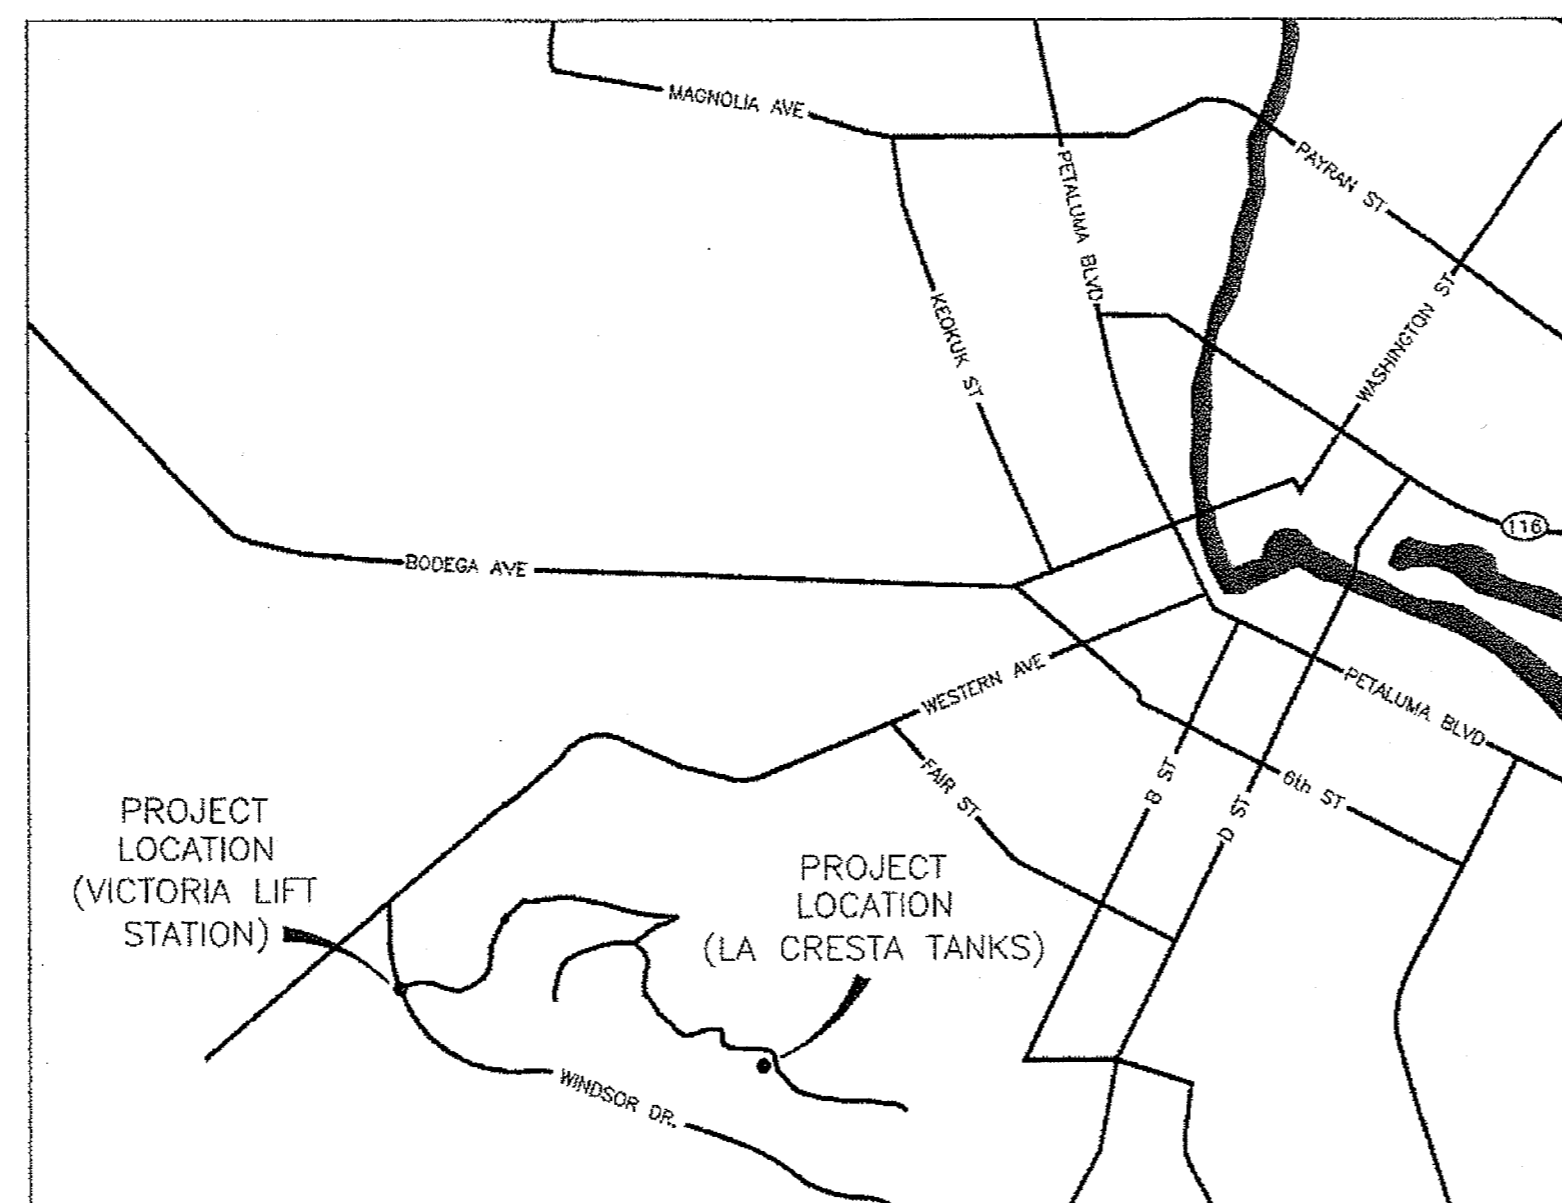 MAGNOLIA AVE
PETALUMA BLVD
PAYRAN ST
WASHINGTON ST
KEOKUK ST
116
BODEGA AVE
WESTERN AVE
PETALUMA BLVD
FAIR ST
B ST
D ST
6th ST
PROJECT
LOCATION
(VICTORIA LIFT
STATION)
PROJECT
LOCATION
(LA CRESTA TANKS)
WINDSOR DR.